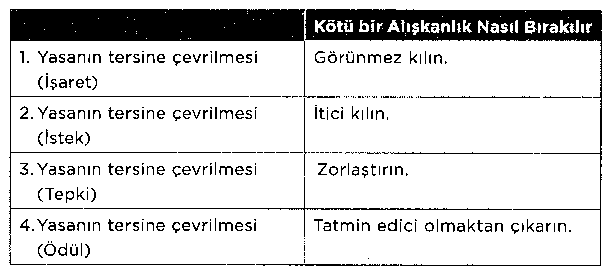 Kötü bir Alışkanlık Nasıl Bırakılır
1. Yasanın tersine çevrilmesi
(İşaret)
Görünmez kılın.
2. Yasanın tersine çevrilmesi
(İstek)
İtici kılın.
3. Yasanın tersine çevrilmesi
(Tepki)
Zorlaştırın.
4. Yasanın tersine çevrilmesi
(Ödül)
Tatmin edici olmaktan çıkarın.